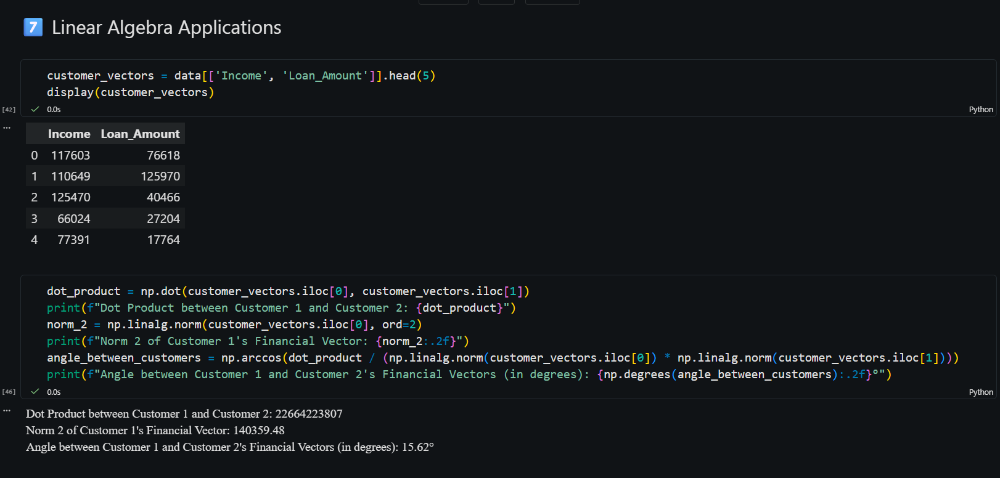 7 Linear Algebra Applications
customer_vectors = data[['Income', 'Loan_Amount']].head(5)
display(customer_vectors)
[42] ✓ 0.0s Python
...
Income Loan_Amount
0 117603 76618
1 110649 125970
2 125470 40466
3 66024 27204
4 77391 17764
dot_product = np.dot(customer_vectors.iloc[0], customer_vectors.iloc[1])
print(f"Dot Product between Customer 1 and Customer 2: {dot_product}")
norm_2 = np.linalg.norm(customer_vectors.iloc[0], ord=2)
print(f"Norm 2 of Customer 1's Financial Vector: {norm_2:.2f}")
angle_between_customers = np.arccos(dot_product / (np.linalg.norm(customer_vectors.iloc[0]) * np.linalg.norm(customer_vectors.iloc[1])))
print(f"Angle between Customer 1 and Customer 2's Financial Vectors (in degrees): {np.degrees(angle_between_customers):.2f}°")
[46] ✓ 0.0s Python
...
Dot Product between Customer 1 and Customer 2: 22664223807
Norm 2 of Customer 1's Financial Vector: 140359.48
Angle between Customer 1 and Customer 2's Financial Vectors (in degrees): 15.62°